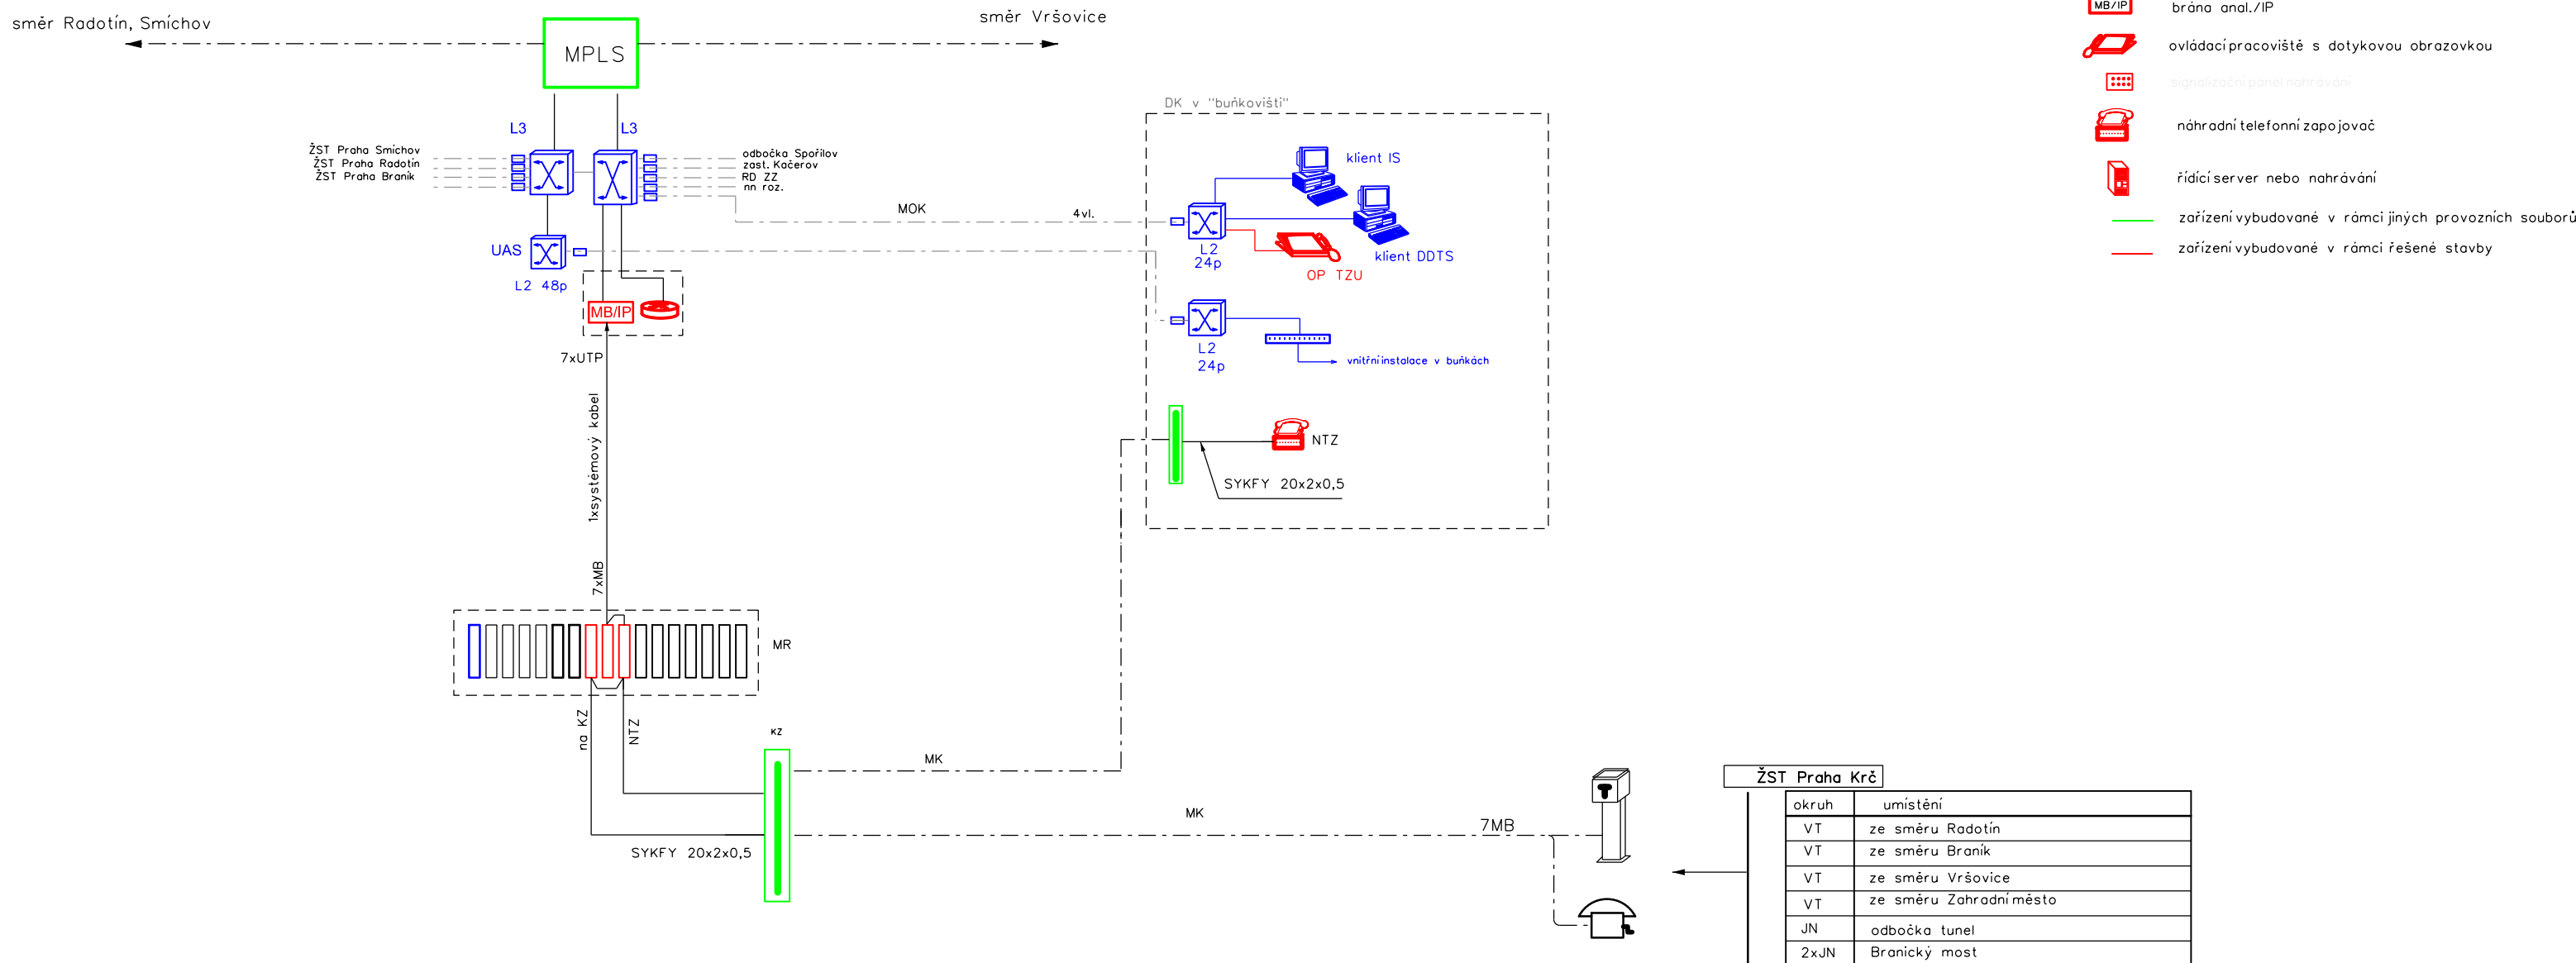 směr Radotín, Smíchov
MPLS
směr Vršovice
MB/IP
brána anal./IP
ovládací pracoviště s dotykovou obrazovkou
signalizační panel nahrávání
náhradní telefonní zapojovač
řídící server nebo nahrávání
zařízení vybudované v rámci jiných provozních souborů
zařízení vybudované v rámci řešené stavby
L3
L3
ŽST Praha Smíchov
ŽST Praha Radotín
ŽST Praha Braník
odbočka Spořilov
zast. Kačerov
RD ZZ
nn roz.
MOK
4vl.
UAS
L2 48p
MB/IP
7xUTP
1xsystémový kabel
7xMB
MR
na KZ
NTZ
KZ
SYKFY 20x2x0,5
MK
MK
7MB
DK v "buňkovišti"
klient IS
klient DDTS
L2
24p
OP TZU
L2
24p
vnitřní instalace v buňkách
NTZ
SYKFY 20x2x0,5
ŽST Praha Krč
okruh umístění
VT ze směru Radotín
VT ze směru Braník
VT ze směru Vršovice
VT ze směru Zahradní město
JN odbočka tunel
2xJN Branický most